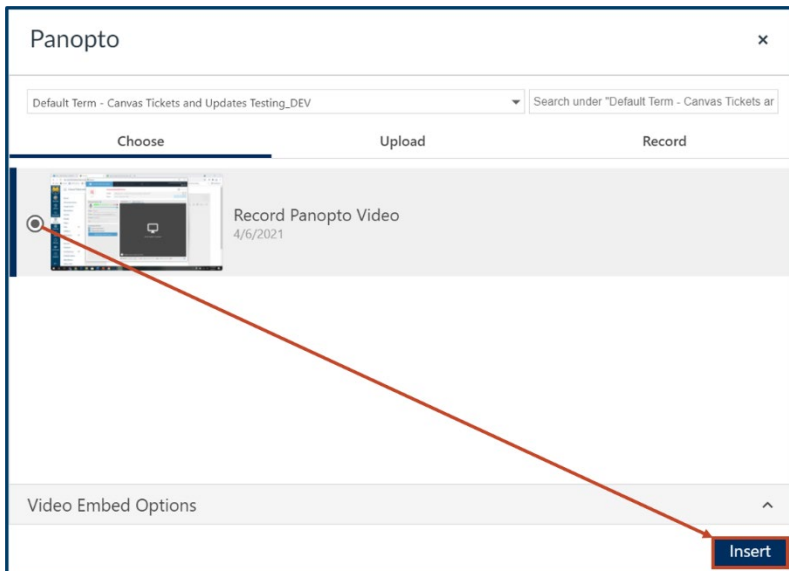 Panopto
Default Term - Canvas Tickets and Updates Testing_DEV
Search under "Default Term - Canvas Tickets ar
Choose
Upload
Record
Record Panopto Video
4/6/2021
Video Embed Options
Insert